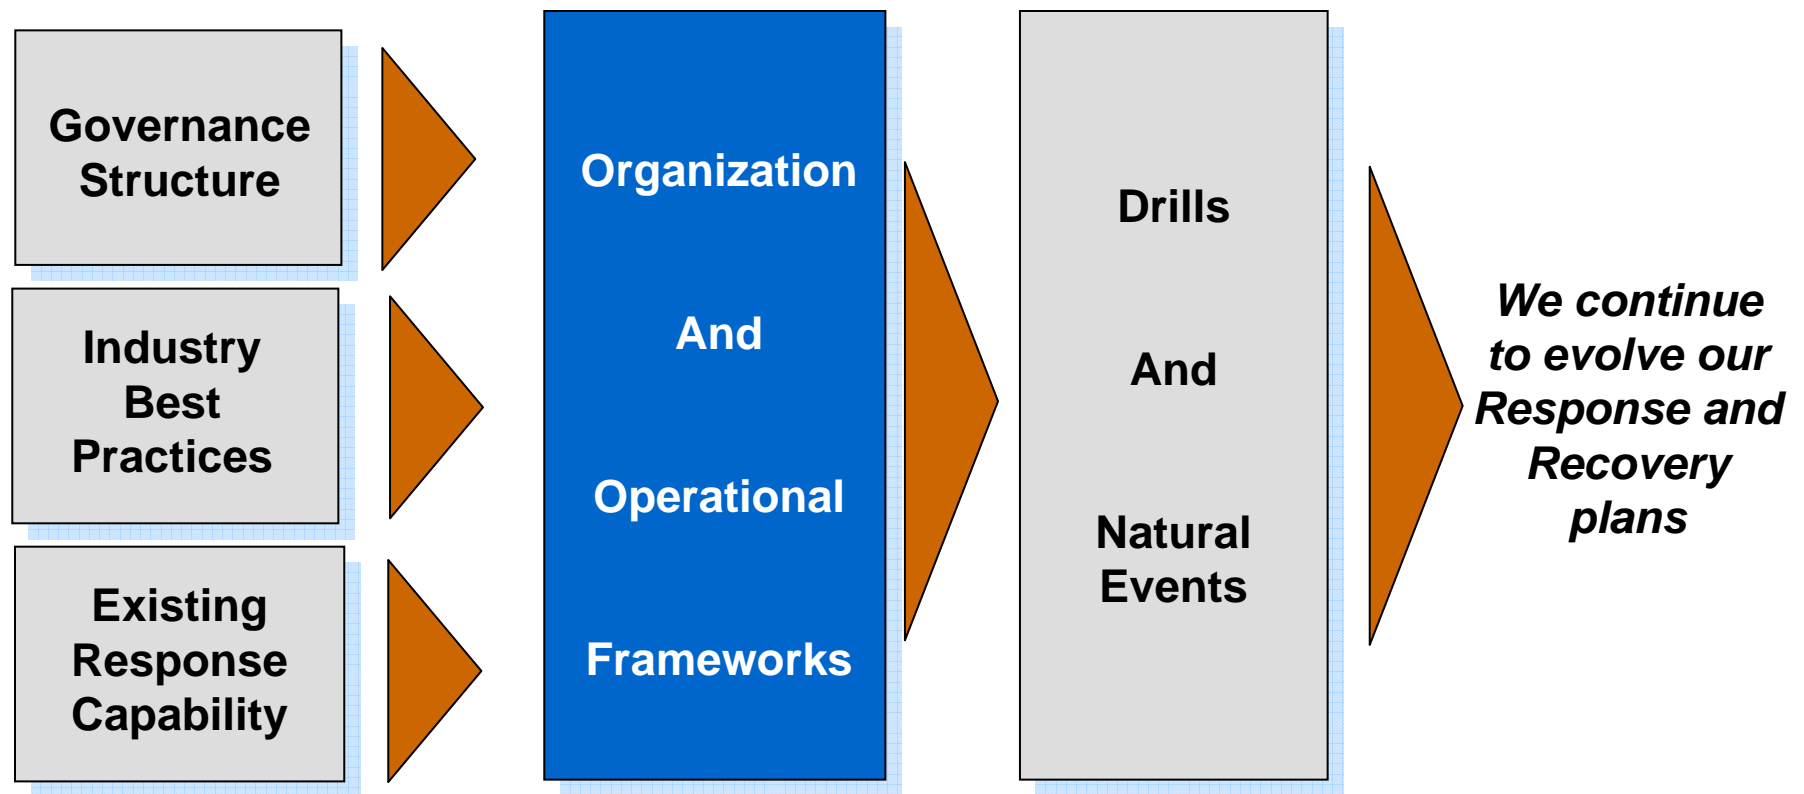 Governance
Structure
Industry
Best
Practices
Existing
Response
Capability
Organization
And
Operational
Frameworks
Drills
And
Natural
Events
We continue
to evolve our
Response and
Recovery
plans